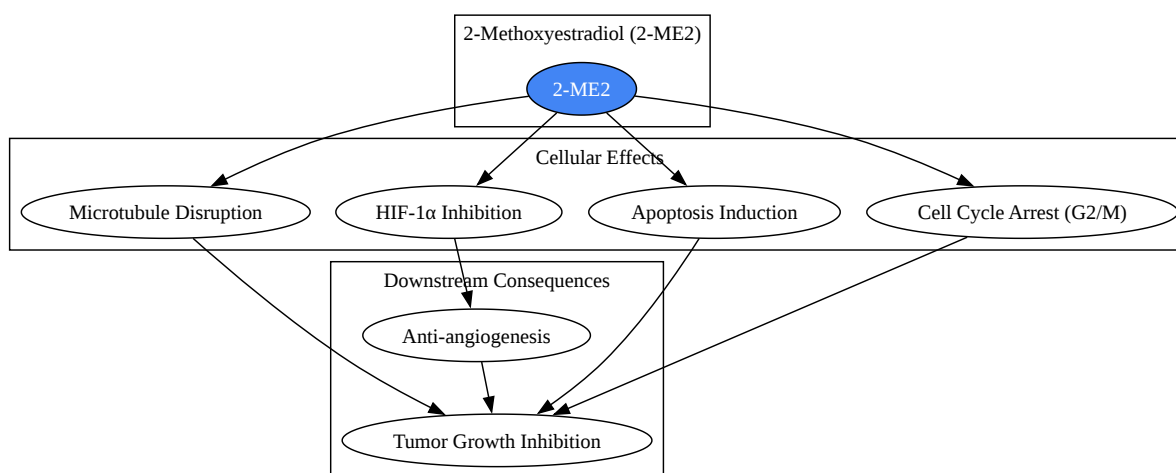 2-Methoxyestradiol (2-ME2)
2-ME2
Cellular Effects
Microtubule Disruption
HIF-1α Inhibition
Apoptosis Induction
Cell Cycle Arrest (G2/M)
Downstream Consequences
Anti-angiogenesis
Tumor Growth Inhibition